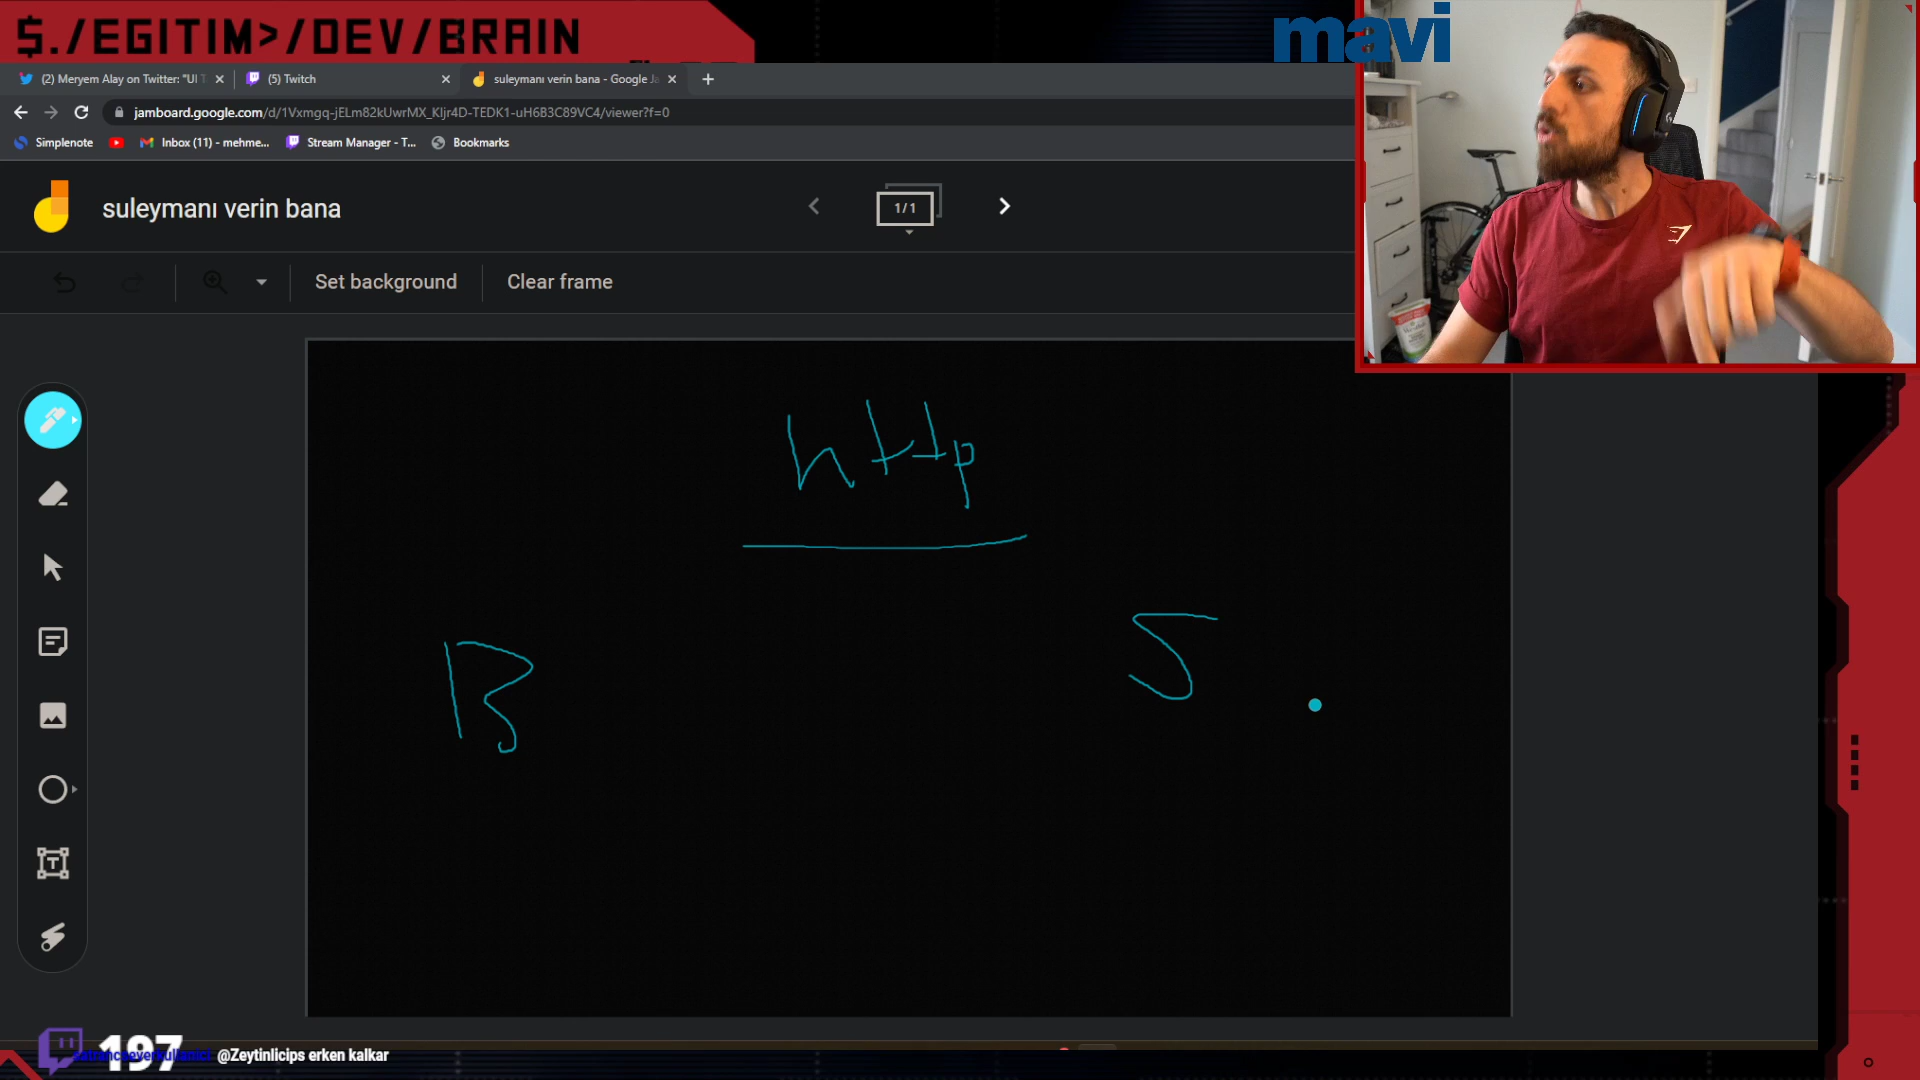 $./EGITIM>/DEV/BRAIN
mavi
(2) Meryem Alay on Twitter: "UI T
(5) Twitch
suleymanı verin bana - Google Ja
jamboard.google.com/d/1Vxmgq-jELm82kUwrMX_KIjr4D-TEDK1-uH6B3C89VC4/viewer?f=0
Simplenote
Inbox (11) - mehme...
Stream Manager - T...
Bookmarks
suleymanı verin bana
1/1
Set background
Clear frame
http
B
S
197
@Zeytinlicips erken kalkar